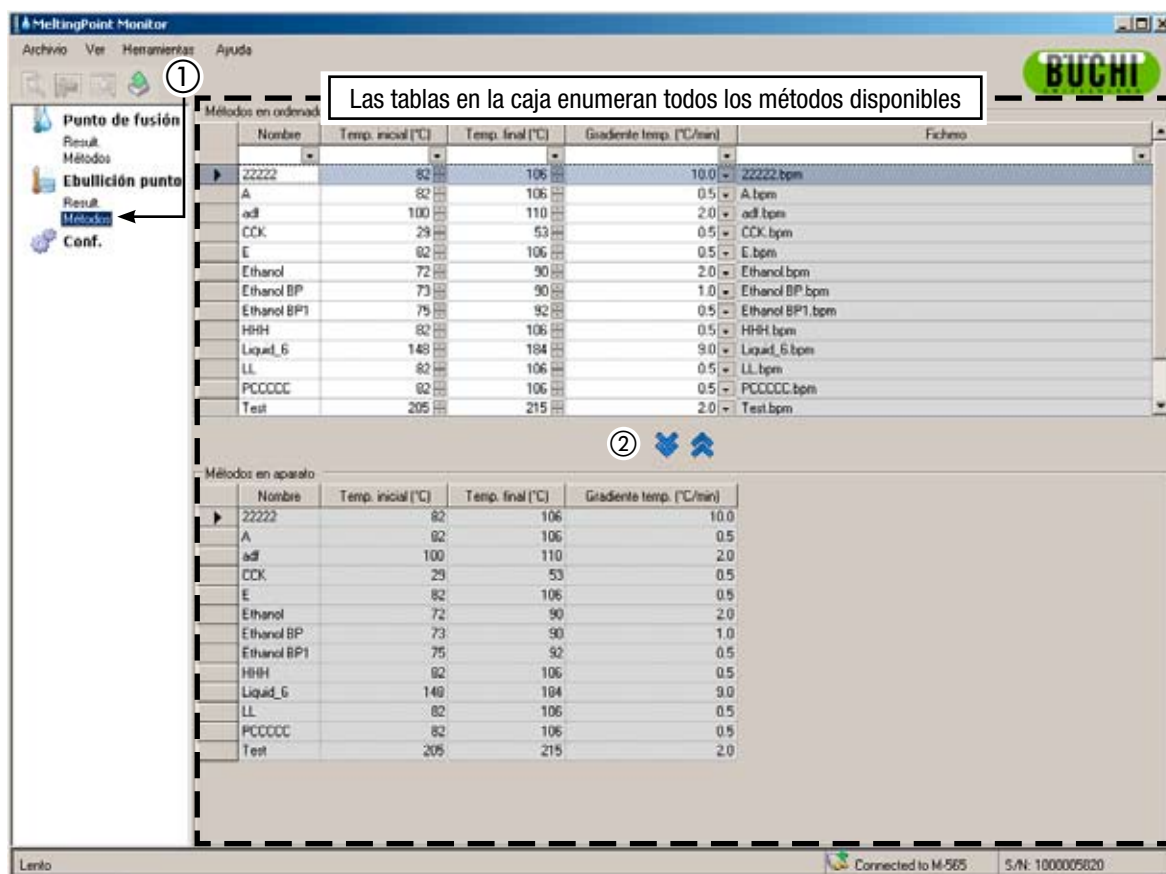 MeltingPoint Monitor
Archivo Ver Herramientas Ayuda
BÜCHI
①
Las tablas en la caja enumeran todos los métodos disponibles
Punto de fusión
Result.
Métodos
Ebullición punto
Result.
Métodos
Conf.
Métodos en ordenad
Nombre Temp. inicial (°C) Temp. final (°C) Gradiente temp. (°C/min) Fichero
22222 82 106 10.0 22222.bpm
A 82 106 0.5 A.bpm
adf 100 110 2.0 adf.bpm
CCK 29 53 0.5 CCK.bpm
E 82 106 0.5 E.bpm
Ethanol 72 90 2.0 Ethanol.bpm
Ethanol BP 73 90 1.0 Ethanol BP.bpm
Ethanol BP1 75 92 0.5 Ethanol BP1.bpm
HHH 82 106 0.5 HHH.bpm
Liquid_6 148 184 9.0 Liquid_6.bpm
LL 82 106 0.5 LL.bpm
PCCCCC 82 106 0.5 PCCCCC.bpm
Test 205 215 2.0 Test.bpm
②
Métodos en aparato
Nombre Temp. inicial (°C) Temp. final (°C) Gradiente temp. (°C/min)
22222 82 106 10.0
A 82 106 0.5
adf 100 110 2.0
CCK 29 53 0.5
E 82 106 0.5
Ethanol 72 90 2.0
Ethanol BP 73 90 1.0
Ethanol BP1 75 92 0.5
HHH 82 106 0.5
Liquid_6 148 184 9.0
LL 82 106 0.5
PCCCCC 82 106 0.5
Test 205 215 2.0
Lento Connected to M-565 S/N: 1000005820